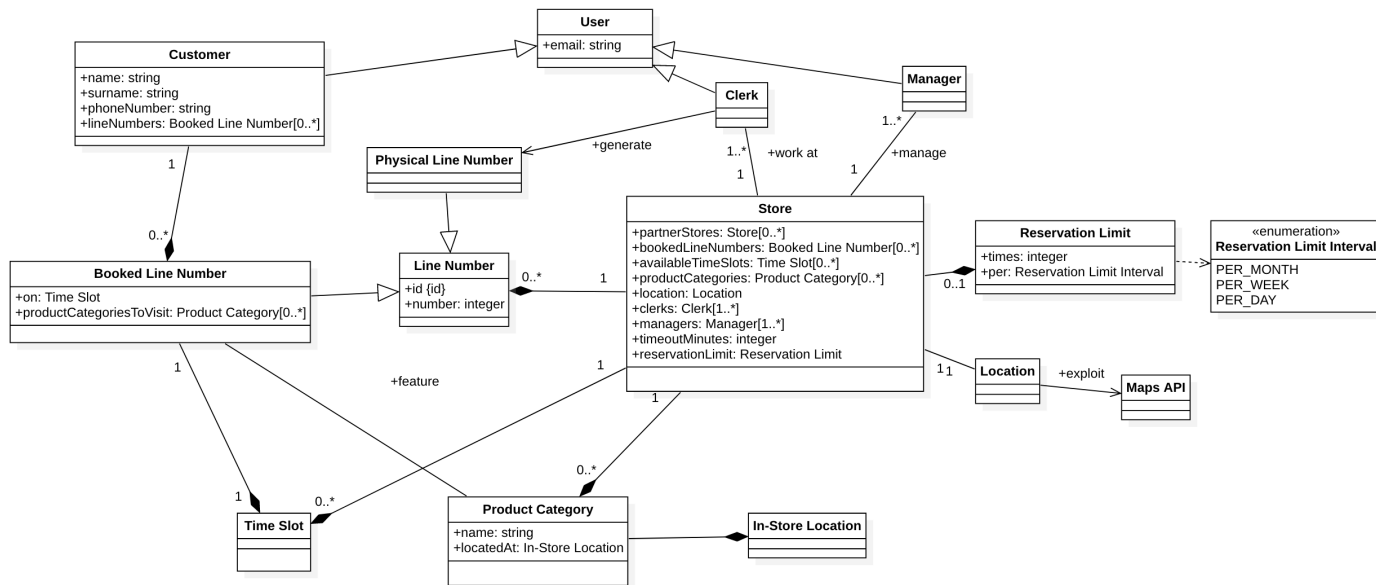 User
+email: string
Customer
+name: string
+surname: string
+phoneNumber: string
+lineNumbers: Booked Line Number[0..*]
Manager
Clerk
1..*
+generate
1..*
+work at
+manage
Physical Line Number
1
1
1
Store
+partnerStores: Store[0..*]
+bookedLineNumbers: Booked Line Number[0..*]
+availableTimeSlots: Time Slot[0..*]
+productCategories: Product Category[0..*]
+location: Location
+clerks: Clerk[1..*]
+managers: Manager[1..*]
+timeoutMinutes: integer
+reservationLimit: Reservation Limit
Reservation Limit
+times: integer
+per: Reservation Limit Interval
0..1
«enumeration»
Reservation Limit Interval
PER_MONTH
PER_WEEK
PER_DAY
0..*
Booked Line Number
+on: Time Slot
+productCategoriesToVisit: Product Category[0..*]
Line Number
+id {id}
+number: integer
0..*
1
1
+feature
1
1
1
Location
+exploit
Maps API
1
0..*
1
0..*
Time Slot
Product Category
+name: string
+locatedAt: In-Store Location
In-Store Location